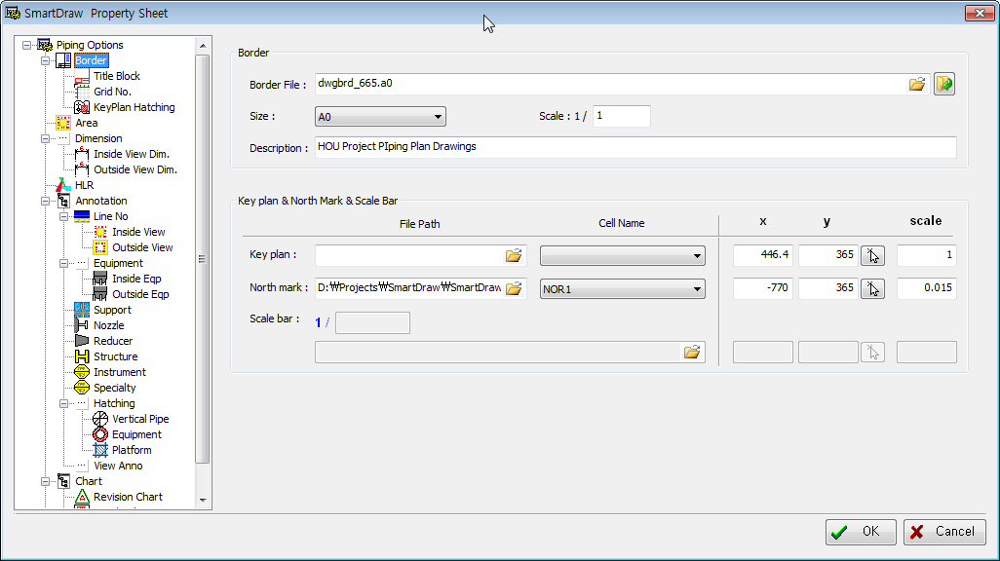 SmartDraw Property Sheet
Piping Options
Border
Title Block
Grid No.
KeyPlan Hatching
Area
Dimension
Inside View Dim.
Outside View Dim.
HLR
Annotation
Line No
Inside View
Outside View
Equipment
Inside Eqp
Outside Eqp
Support
Nozzle
Reducer
Structure
Instrument
Specialty
Hatching
Vertical Pipe
Equipment
Platform
View Anno
Chart
Revision Chart
Border
Border File : dwgbrd_665.a0
Size : A0 Scale : 1 / 1
Description : HOU Project PIping Plan Drawings
Key plan & North Mark & Scale Bar
File Path Cell Name x y scale
Key plan : 446.4 365 1
North mark : D:₩Projects₩SmartDraw₩SmartDraw NOR1 -770 365 0.015
Scale bar : 1 /
OK Cancel